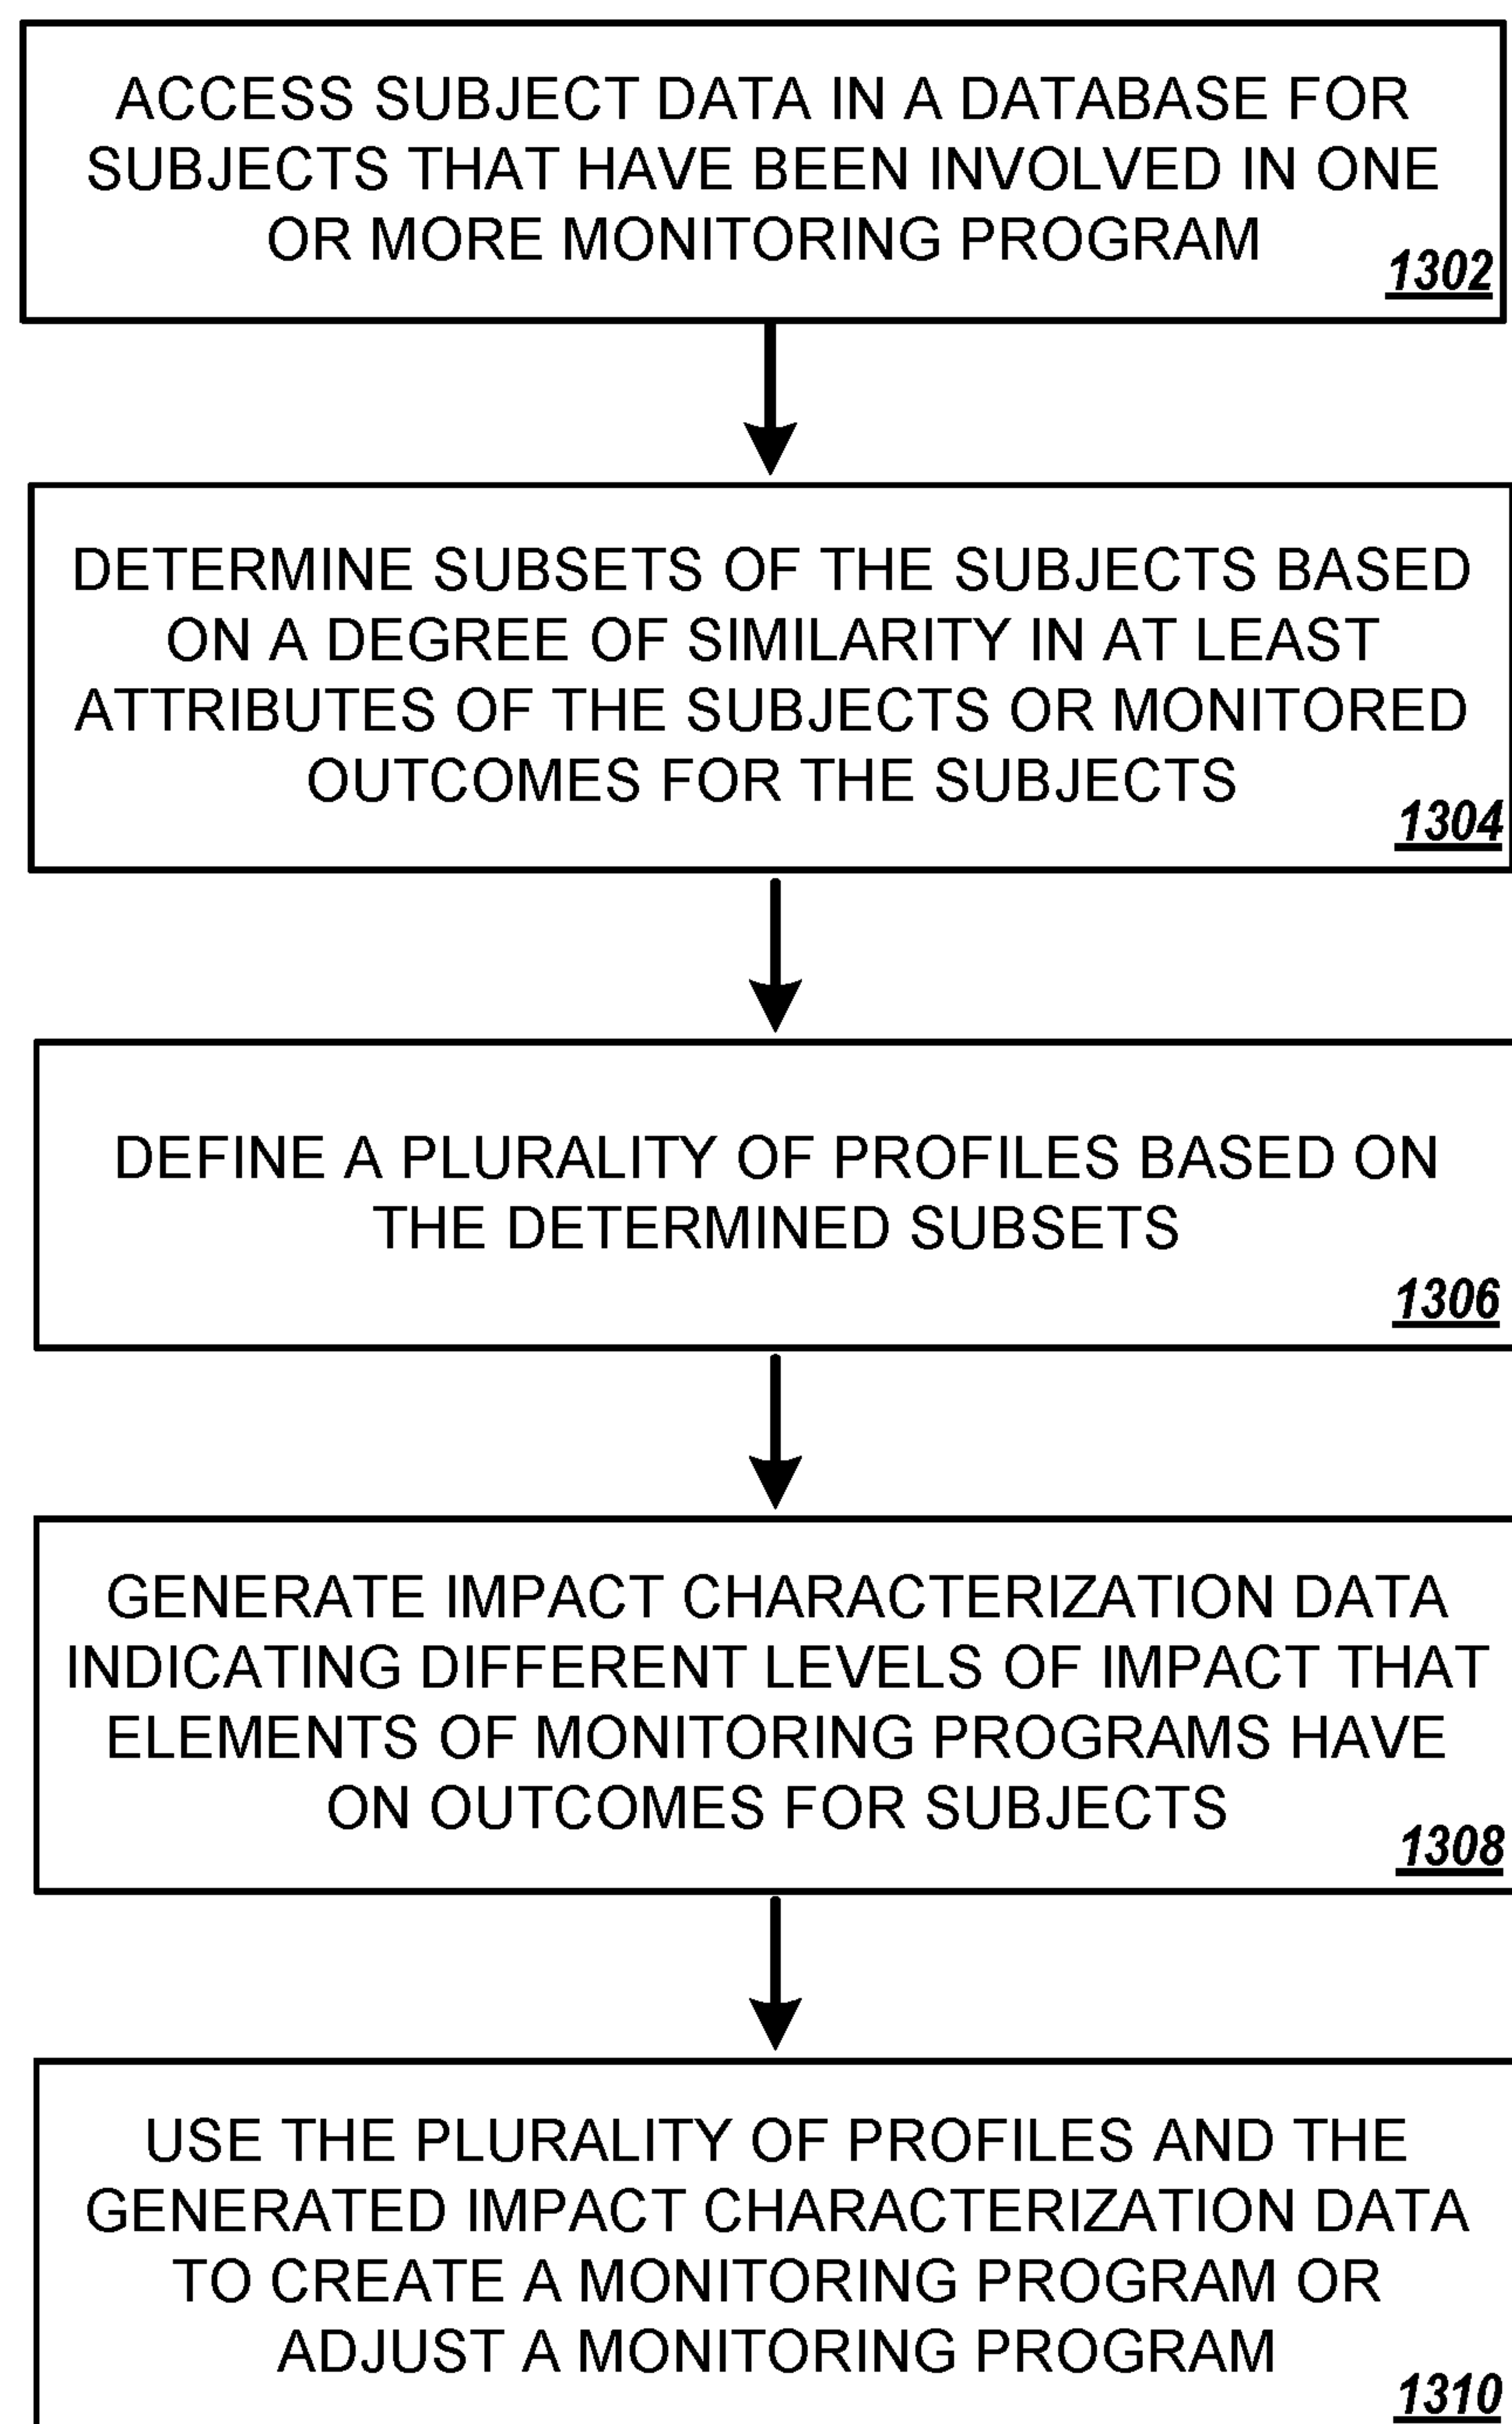 ACCESS SUBJECT DATA IN A DATABASE FOR
SUBJECTS THAT HAVE BEEN INVOLVED IN ONE
OR MORE MONITORING PROGRAM
1302
DETERMINE SUBSETS OF THE SUBJECTS BASED
ON A DEGREE OF SIMILARITY IN AT LEAST
ATTRIBUTES OF THE SUBJECTS OR MONITORED
OUTCOMES FOR THE SUBJECTS
1304
DEFINE A PLURALITY OF PROFILES BASED ON
THE DETERMINED SUBSETS
1306
GENERATE IMPACT CHARACTERIZATION DATA
INDICATING DIFFERENT LEVELS OF IMPACT THAT
ELEMENTS OF MONITORING PROGRAMS HAVE
ON OUTCOMES FOR SUBJECTS
1308
USE THE PLURALITY OF PROFILES AND THE
GENERATED IMPACT CHARACTERIZATION DATA
TO CREATE A MONITORING PROGRAM OR
ADJUST A MONITORING PROGRAM
1310